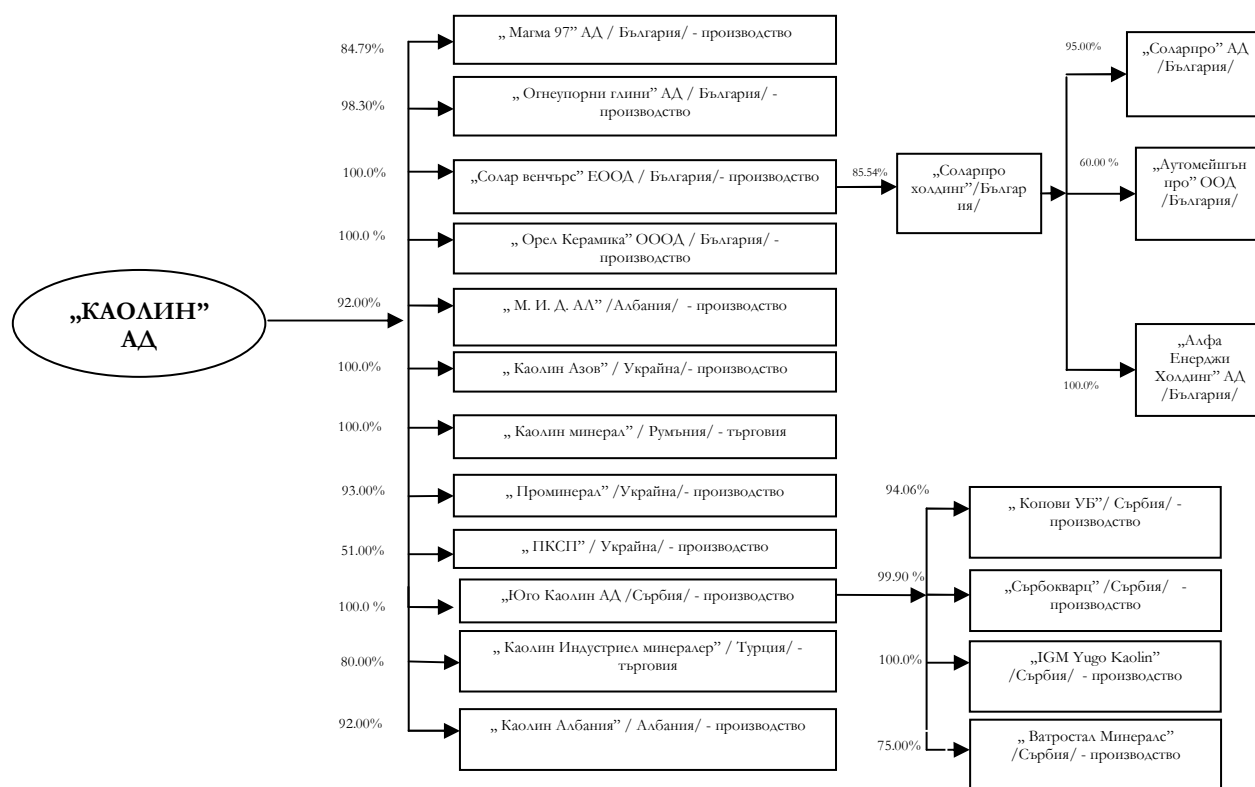 „КАОЛИН”
АД
84.79%
„ Магма 97” АД / България/ - производство
98.30%
„ Огнеупорни глини” АД / България/ -
производство
100.0%
„Солар венчърс” ЕООД / България/- производство
85.54%
„Соларпро
холдинг”/Българ
ия/
95.00%
„Соларпро” АД
/България/
60.00 %
„Аутомейшън
про” ООД
/България/
100.0%
„Алфа
Енерджи
Холдинг” АД
/България/
100.0 %
„ Орел Керамика” ОООД / България/ -
производство
92.00%
„ М. И. Д. АЛ” /Албания/ - производство
100.0%
„ Каолин Азов” / Украйна/- производство
100.0%
„ Каолин минерал” / Румъния/ - търговия
93.00%
„ Проминерал” /Украйна/- производство
51.00%
„ ПКСП” / Украйна/ - производство
100.0 %
„Юго Каолин АД /Сърбия/ - производство
94.06%
„ Копови УБ”/ Сърбия/ -
производство
99.90 %
„Сърбокварц” /Сърбия/ -
производство
100.0%
„IGM Yugo Kaolin”
/Сърбия/ - производство
75.00%
„ Ватростал Минералс”
/Сърбия/ - производство
80.00%
„ Каолин Индустриел минералер” / Турция/ -
търговия
92.00%
„ Каолин Албания” / Албания/ - производство